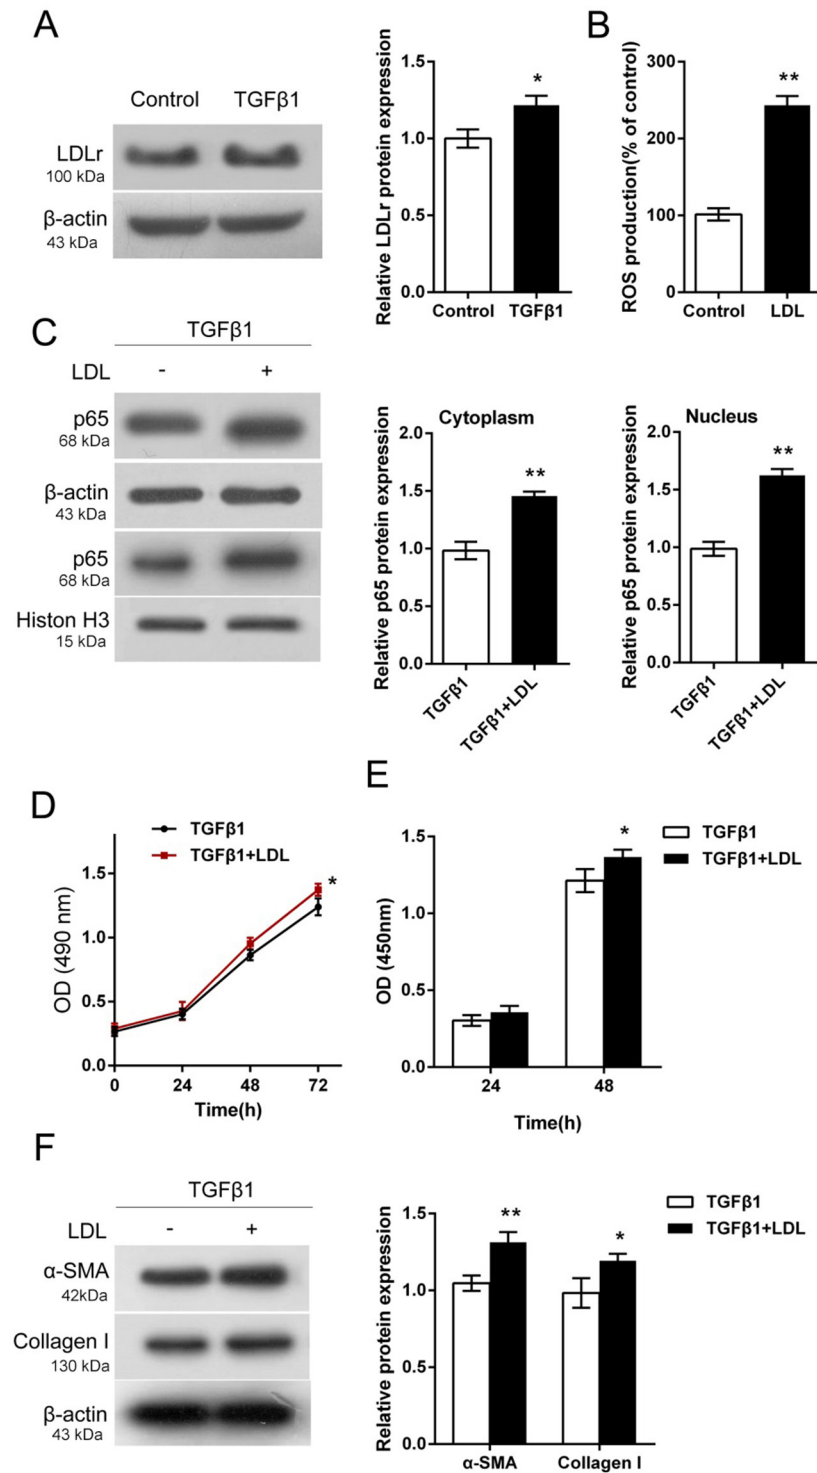 A
Control TGFβ1
LDLr
100 kDa
β-actin
43 kDa
Relative LDLr protein expression
1.5
1.0
0.5
0.0
*
Control TGFβ1
B
ROS production(% of control)
300
200
100
0
**
Control LDL
C
TGFβ1
LDL - +
p65
68 kDa
β-actin
43 kDa
p65
68 kDa
Histon H3
15 kDa
Cytoplasm
Relative p65 protein expression
2.0
1.5
1.0
0.5
0.0
**
TGFβ1
TGFβ1+LDL
Nucleus
Relative p65 protein expression
2.0
1.5
1.0
0.5
0.0
**
TGFβ1
TGFβ1+LDL
D
TGFβ1
TGFβ1+LDL
OD (490 nm)
1.5
1.0
0.5
0.0
*
0 24 48 72
Time(h)
E
TGFβ1
TGFβ1+LDL
OD (450nm)
1.5
1.0
0.5
0.0
*
24 48
Time(h)
F
TGFβ1
LDL - +
α-SMA
42kDa
Collagen I
130 kDa
β-actin
43 kDa
TGFβ1
TGFβ1+LDL
Relative protein expression
1.5
1.0
0.5
0.0
**
*
α-SMA Collagen I